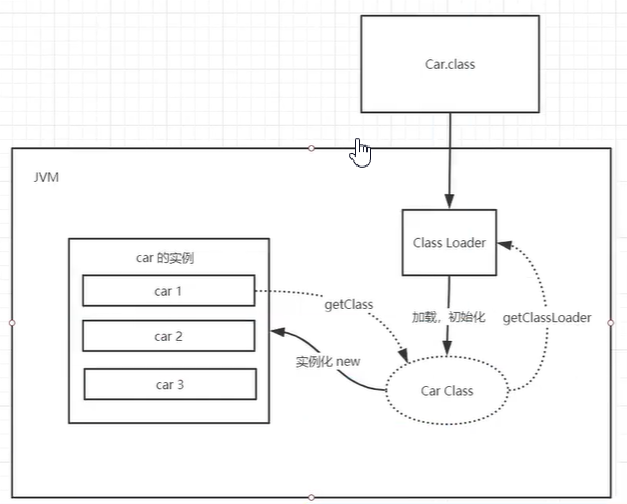 Car.class
JVM
Class Loader
car 的实例
car 1
getClass
加载，初始化
getClassLoader
car 2
实例化 new
car 3
Car Class